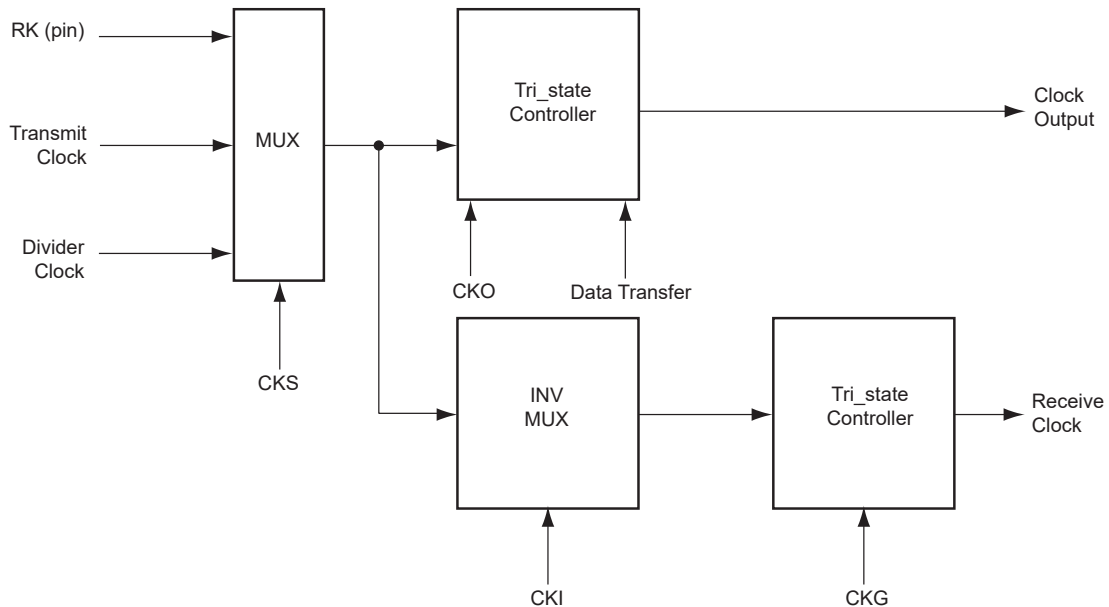 RK (pin)
Transmit
Clock
Divider
Clock
MUX
CKS
Tri_state
Controller
CKO
Data Transfer
Clock
Output
INV
MUX
CKI
Tri_state
Controller
CKG
Receive
Clock